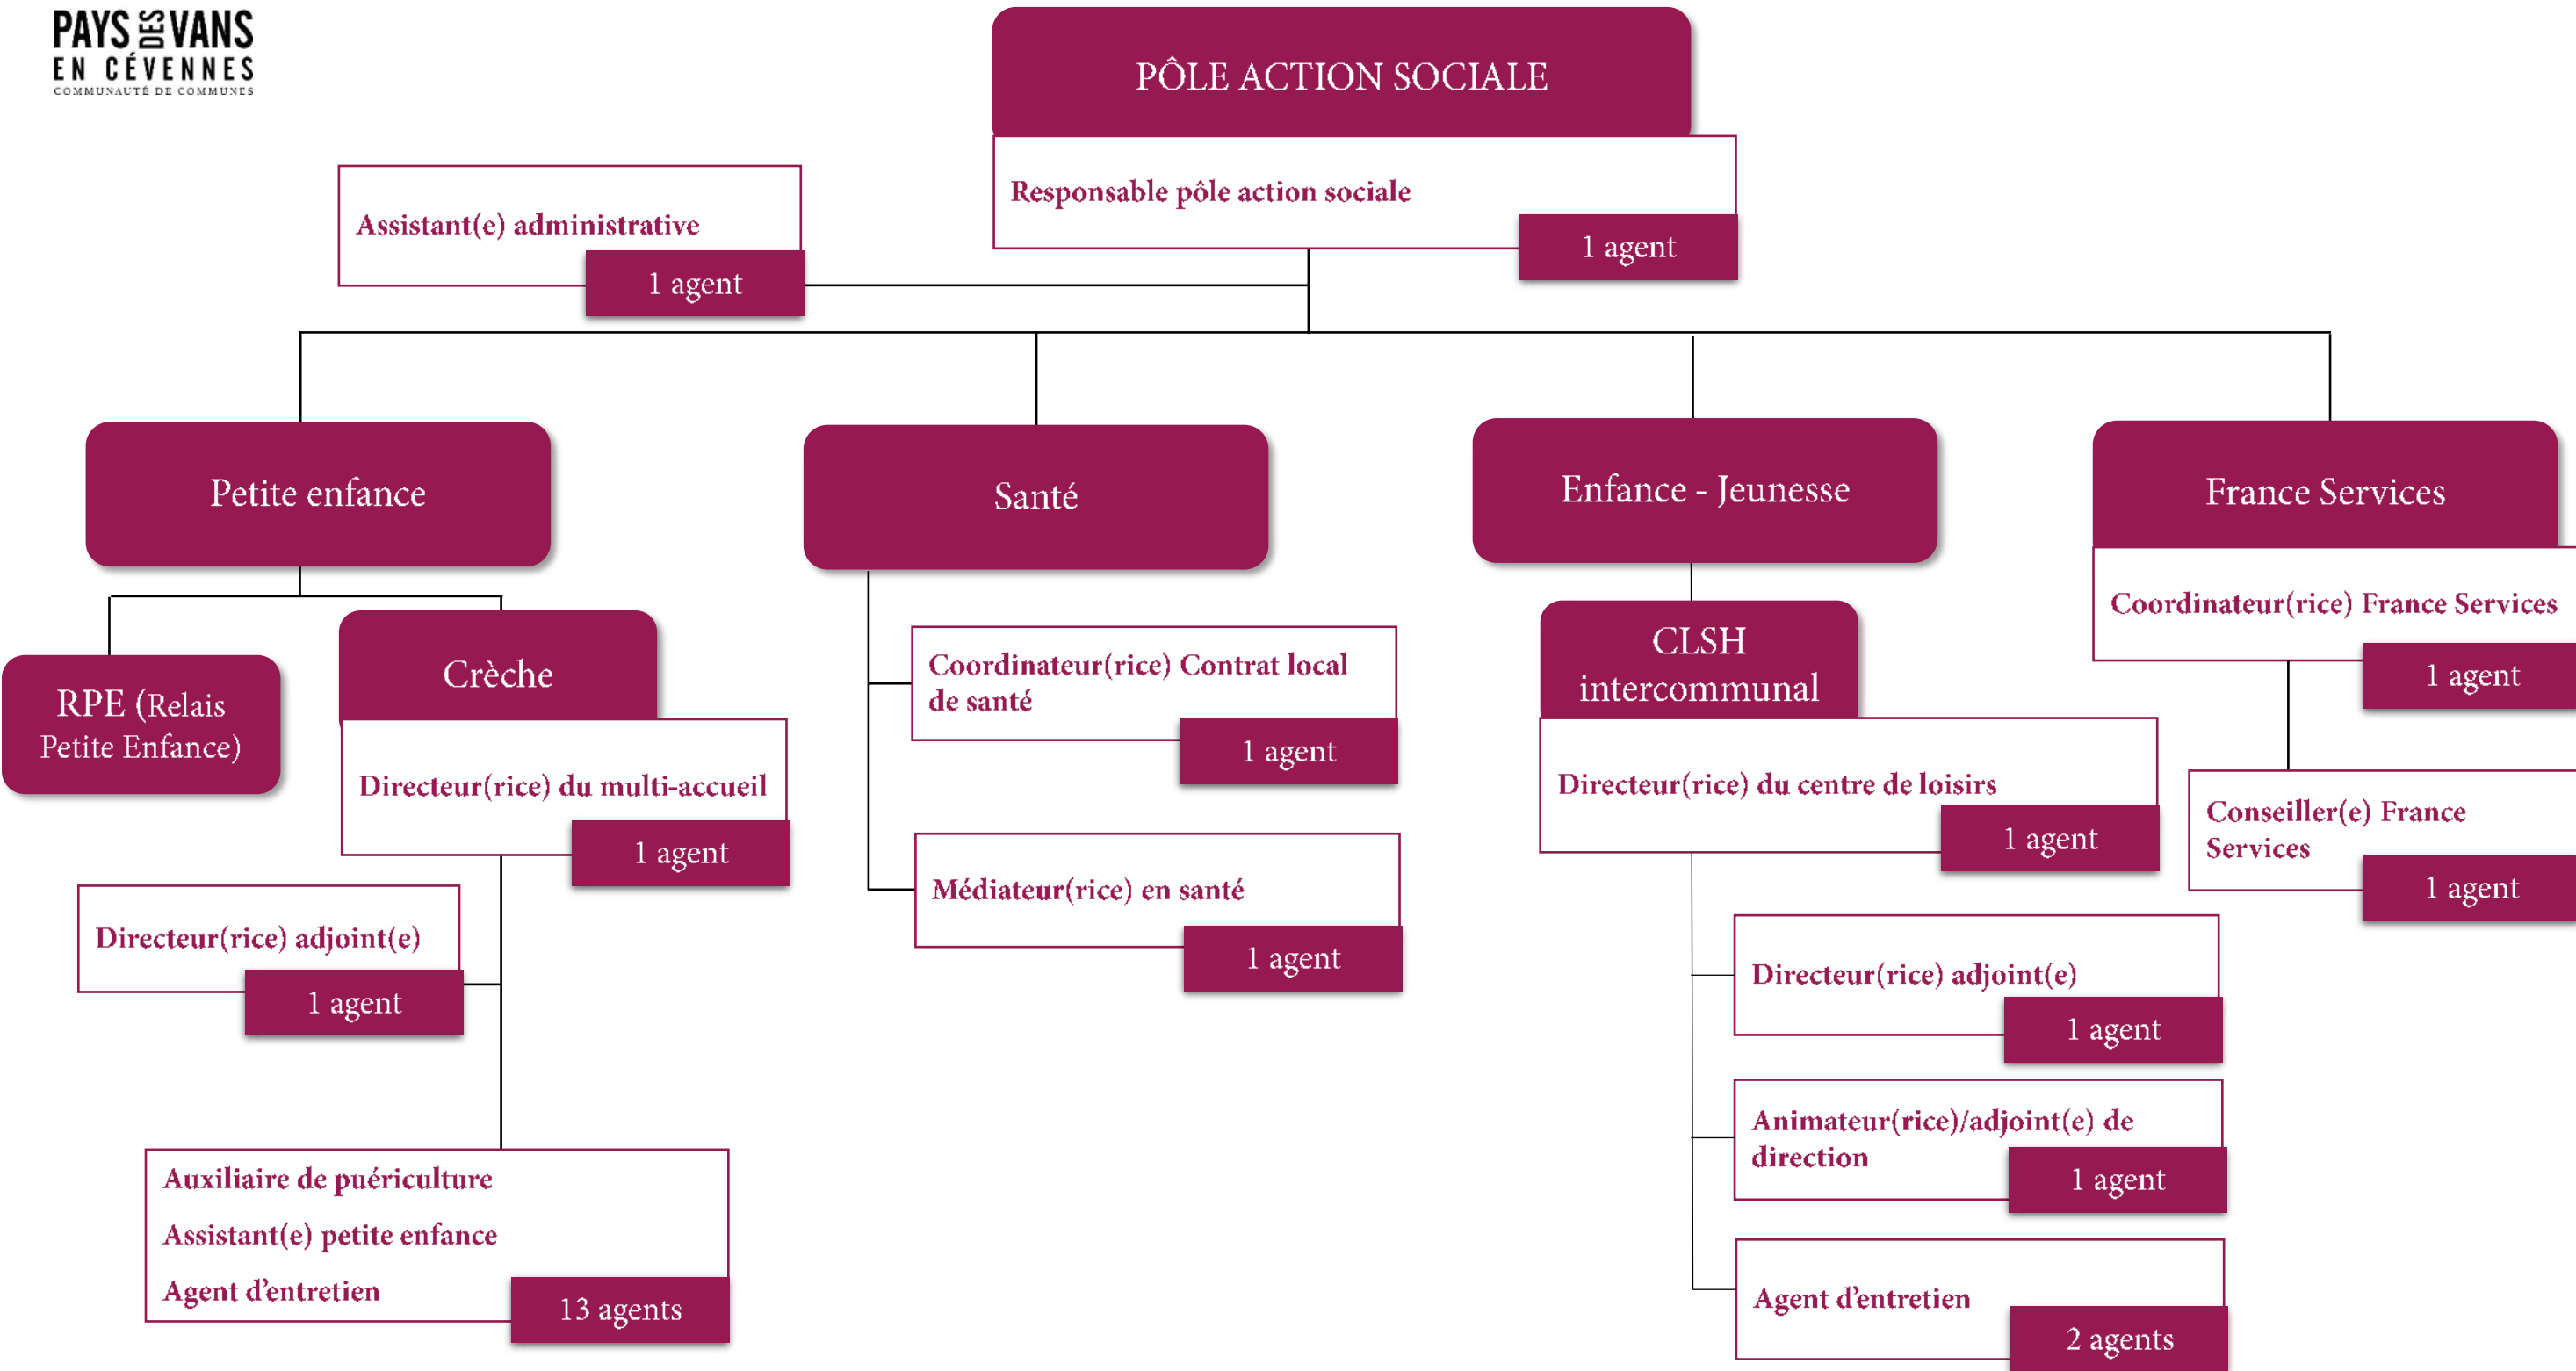 PAYS DES VANS
EN CÉVENNES
COMMUNAUTÉ DE COMMUNES
PÔLE ACTION SOCIALE
Responsable pôle action sociale
1 agent
Assistant(e) administrative
1 agent
Petite enfance
Santé
Enfance - Jeunesse
France Services
RPE (Relais
Petite Enfance)
Crèche
Directeur(rice) du multi-accueil
1 agent
Directeur(rice) adjoint(e)
1 agent
Auxiliaire de puériculture
Assistant(e) petite enfance
Agent d’entretien
13 agents
Coordinateur(rice) Contrat local
de santé
1 agent
Médiateur(rice) en santé
1 agent
CLSH
intercommunal
Directeur(rice) du centre de loisirs
1 agent
Directeur(rice) adjoint(e)
1 agent
Animateur(rice)/adjoint(e) de
direction
1 agent
Agent d’entretien
2 agents
Coordinateur(rice) France Services
1 agent
Conseiller(e) France
Services
1 agent